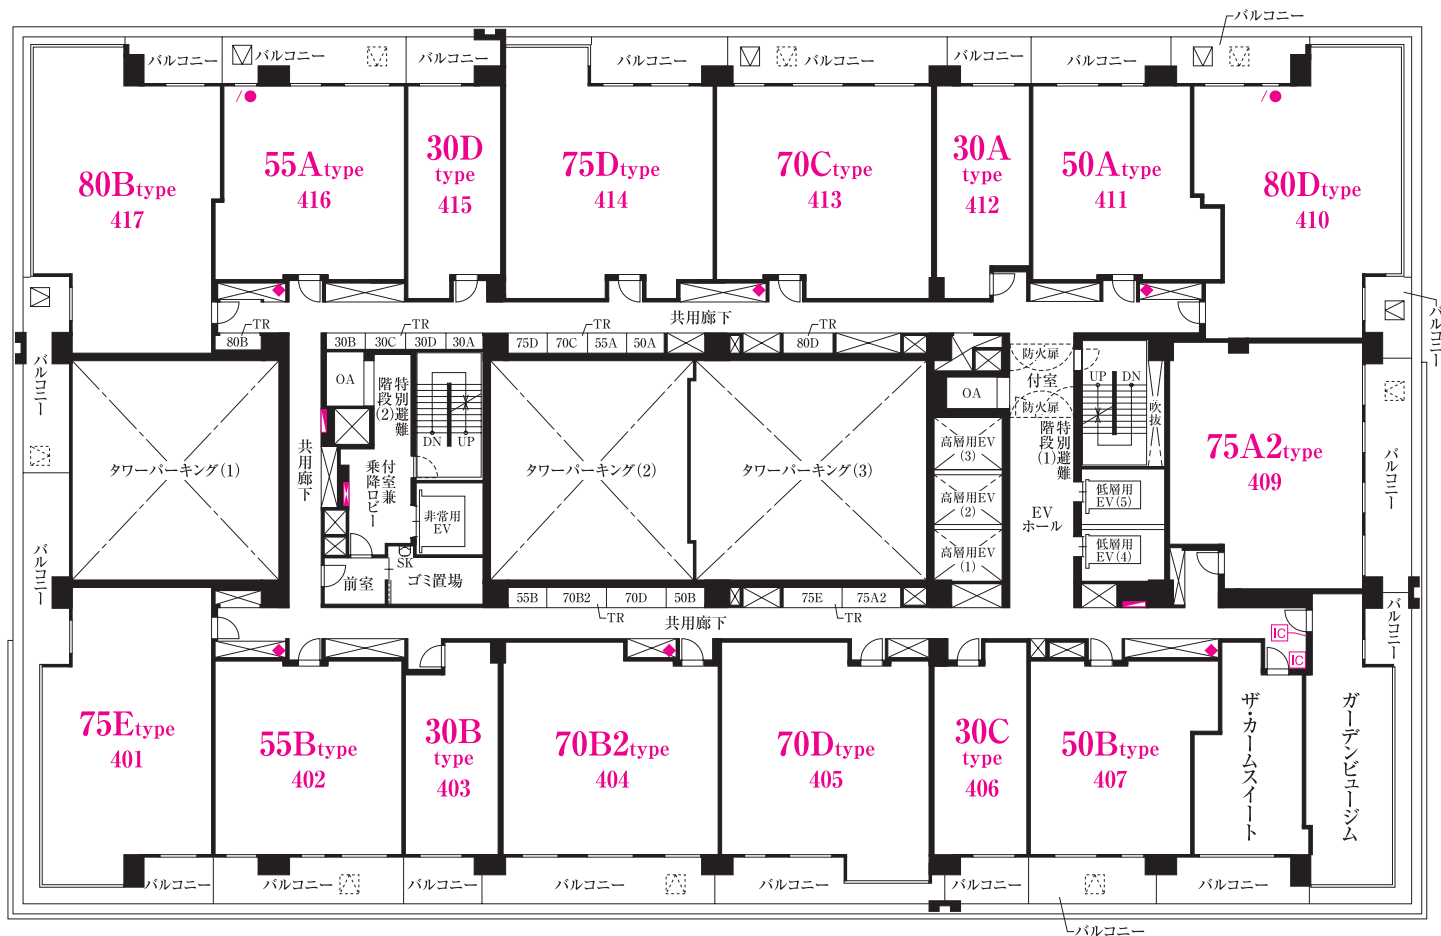 バルコニー
バルコニー
バルコニー
バルコニー
バルコニー
バルコニー
バルコニー
バルコニー
80Btype
417
55Atype
416
30D
type
415
75Dtype
414
70Ctype
413
30A
type
412
50Atype
411
80Dtype
410
共用廊下
TR
80B
TR
30B
30C
30D
30A
TR
75D
70C
55A
50A
TR
80D
バルコニー
バルコニー
バルコニー
バルコニー
バルコニー
タワーパーキング(1)
共用廊下
OA
特別避難
階段(2)
DN
UP
付室兼
乗降ロビー
非常用
EV
SK
前室
ゴミ置場
タワーパーキング(2)
タワーパーキング(3)
OA
防火扉
付室
防火扉
高層用EV
(3)
高層用EV
(2)
高層用EV
(1)
特別避難
階段(1)
EV
ホール
UP
DN
吹抜
低層用
EV(5)
低層用
EV(4)
75A2type
409
55B
70B2
70D
50B
TR
75E
75A2
TR
共用廊下
IC
IC
75Etype
401
55Btype
402
30B
type
403
70B2type
404
70Dtype
405
30C
type
406
50Btype
407
ザ・カームスイート
ガーデンビュージム
バルコニー
バルコニー
バルコニー
バルコニー
バルコニー
バルコニー
バルコニー
バルコニー